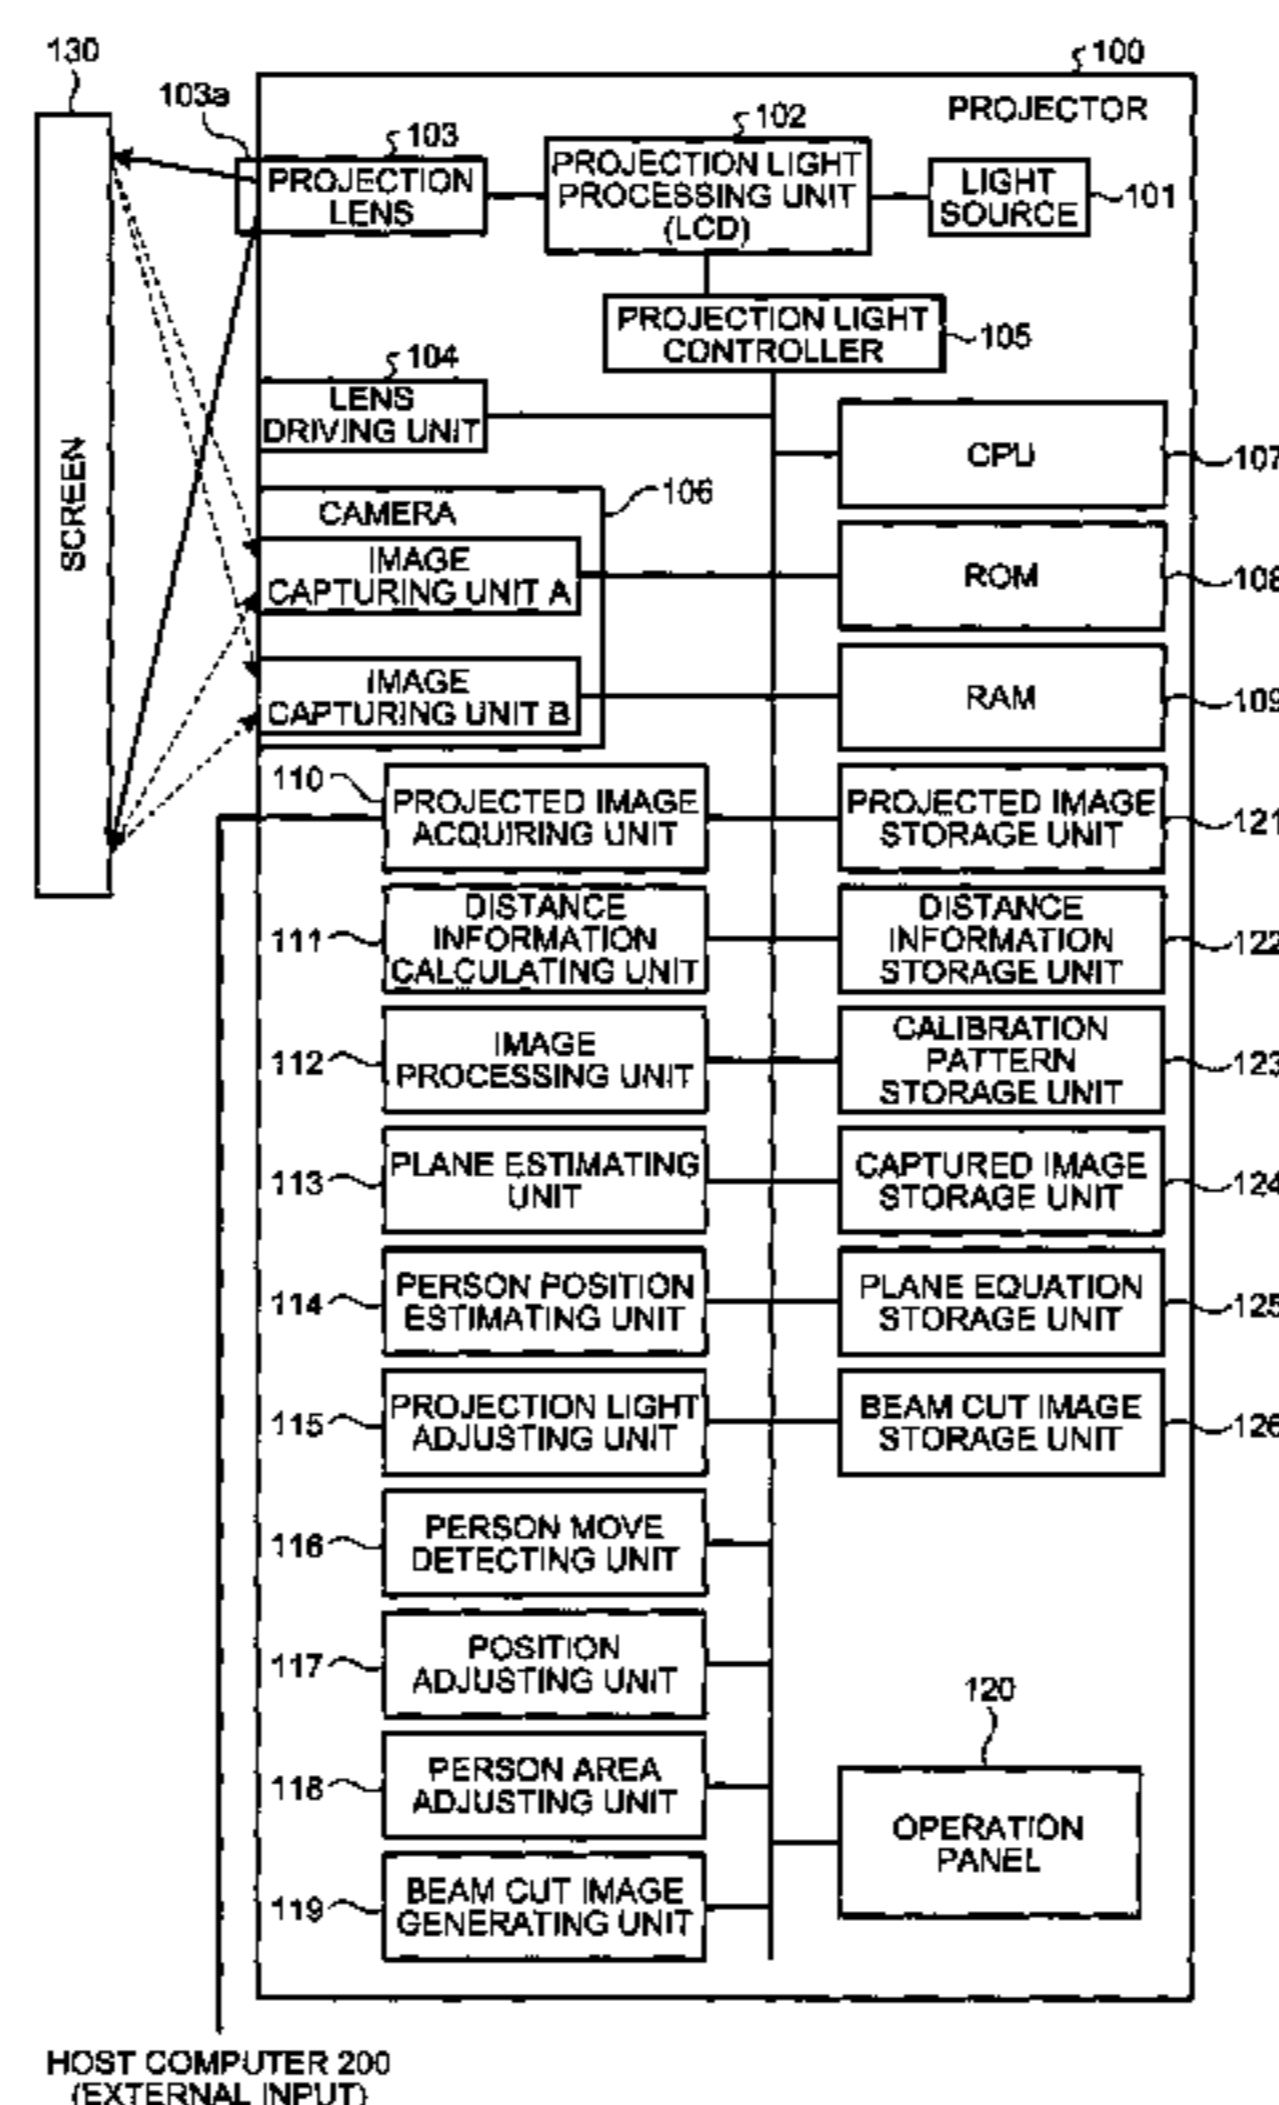 130
100
PROJECTOR
103a
103
PROJECTION
LENS
102
PROJECTION LIGHT
PROCESSING UNIT
(LCD)
LIGHT
SOURCE
101
PROJECTION LIGHT
CONTROLLER
105
104
LENS
DRIVING UNIT
CPU
107
SCREEN
106
CAMERA
IMAGE
CAPTURING UNIT A
ROM
108
IMAGE
CAPTURING UNIT B
RAM
109
110
PROJECTED IMAGE
ACQUIRING UNIT
PROJECTED IMAGE
STORAGE UNIT
121
111
DISTANCE
INFORMATION
CALCULATING UNIT
DISTANCE
INFORMATION
STORAGE UNIT
122
112
IMAGE
PROCESSING UNIT
CALIBRATION
PATTERN
STORAGE UNIT
123
113
PLANE ESTIMATING
UNIT
CAPTURED IMAGE
STORAGE UNIT
124
114
PERSON POSITION
ESTIMATING UNIT
PLANE EQUATION
STORAGE UNIT
125
115
PROJECTION LIGHT
ADJUSTING UNIT
BEAM CUT IMAGE
STORAGE UNIT
126
116
PERSON MOVE
DETECTING UNIT
117
POSITION
ADJUSTING UNIT
118
PERSON AREA
ADJUSTING UNIT
120
OPERATION
PANEL
119
BEAM CUT IMAGE
GENERATING UNIT
HOST COMPUTER 200
(EXTERNAL INPUT)